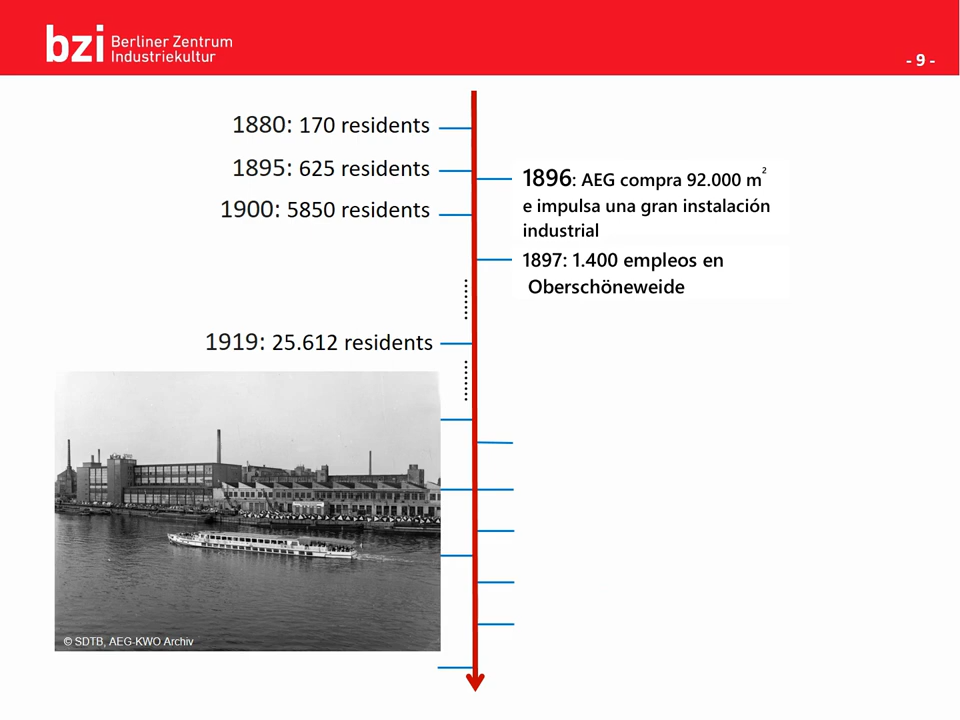 bzi Berliner Zentrum
Industriekultur
- 9 -
1880: 170 residents
1895: 625 residents
1900: 5850 residents
1896: AEG compra 92.000 m²
e impulsa una gran instalación
industrial
1897: 1.400 empleos en
Oberschöneweide
1919: 25.612 residents
© SDTB, AEG-KWO Archiv